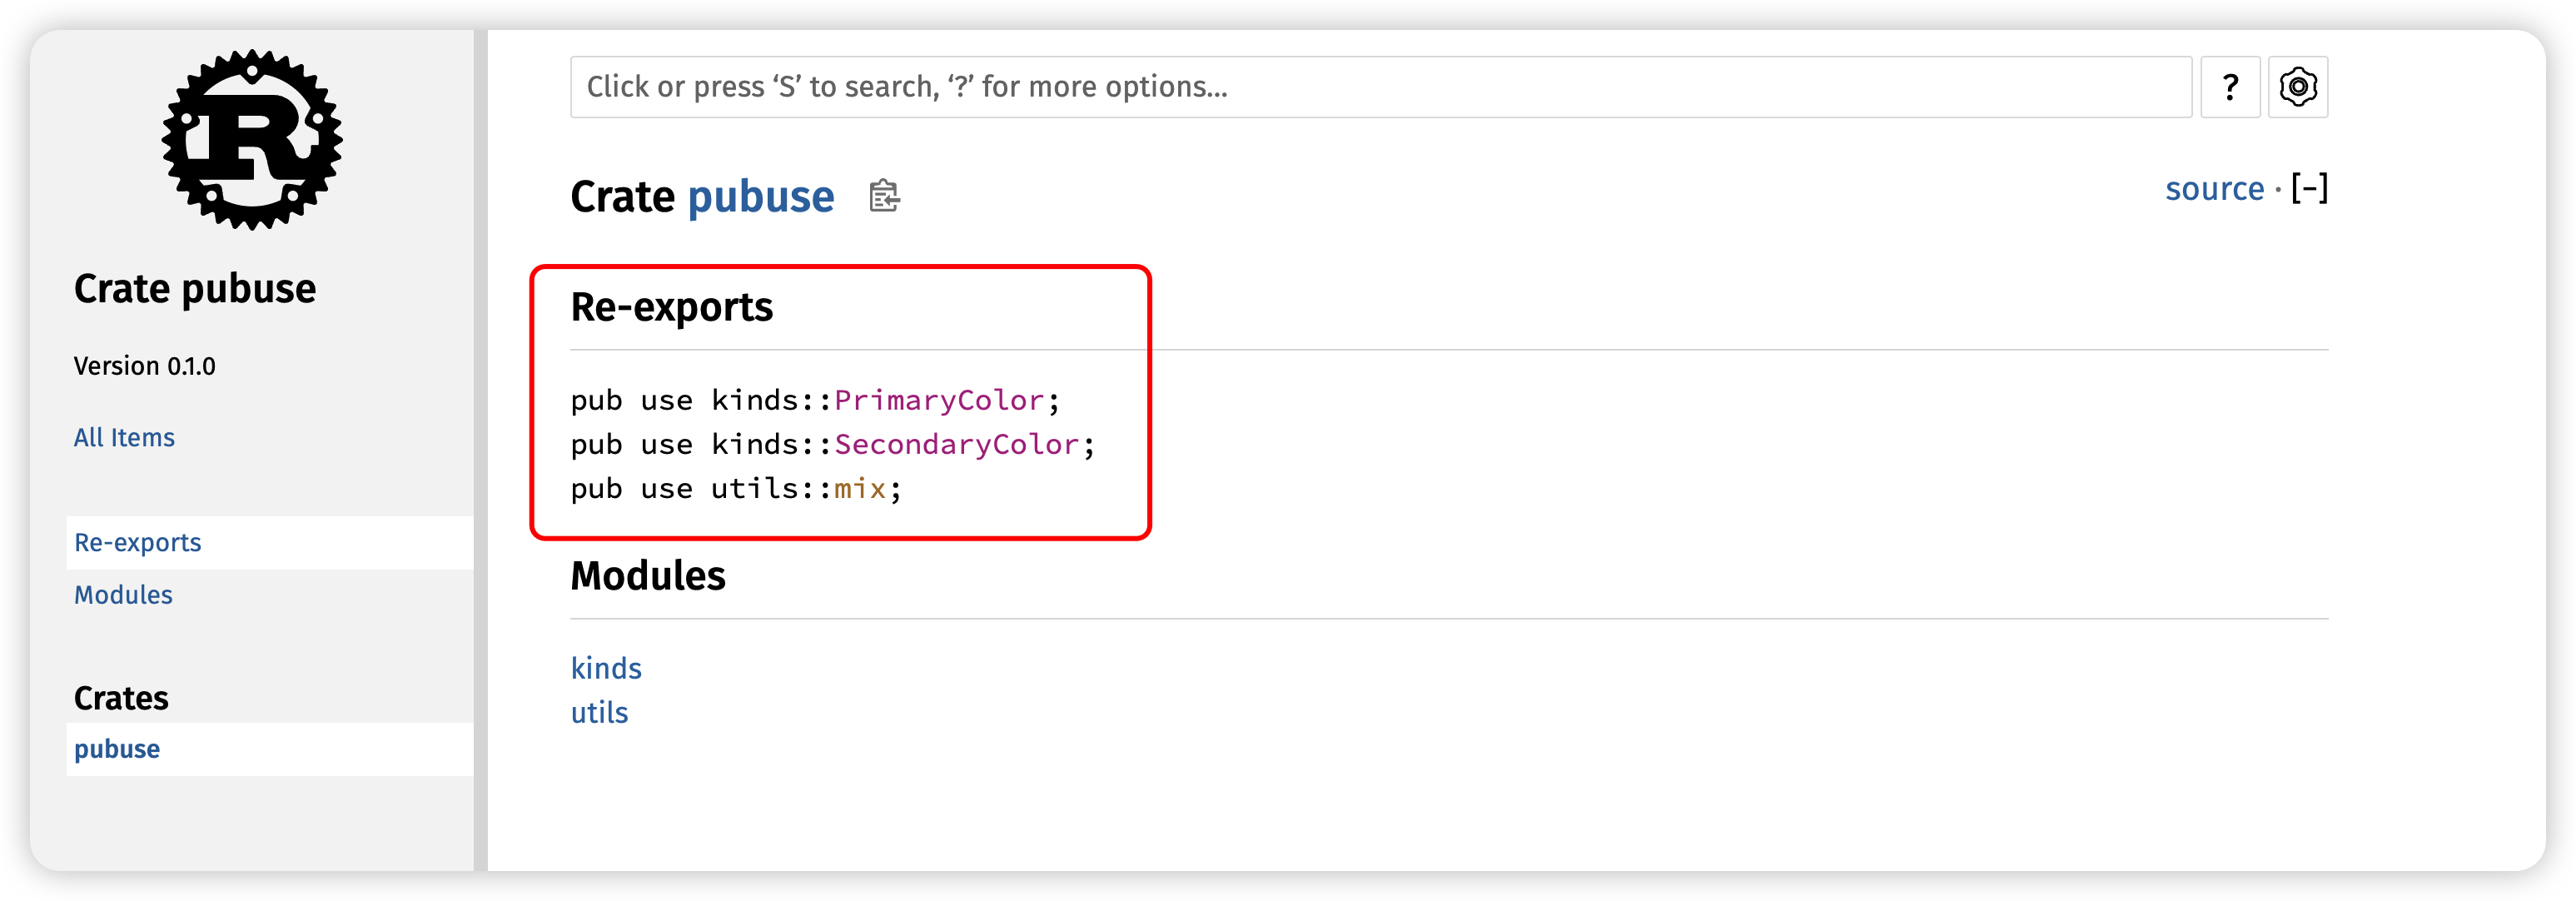 R
Crate pubuse
Version 0.1.0
All Items
Re-exports
Modules
Crates
pubuse
Click or press ‘S’ to search, ‘?’ for more options…
?
Crate pubuse
source · [-]
Re-exports
pub use kinds::PrimaryColor;
pub use kinds::SecondaryColor;
pub use utils::mix;
Modules
kinds
utils